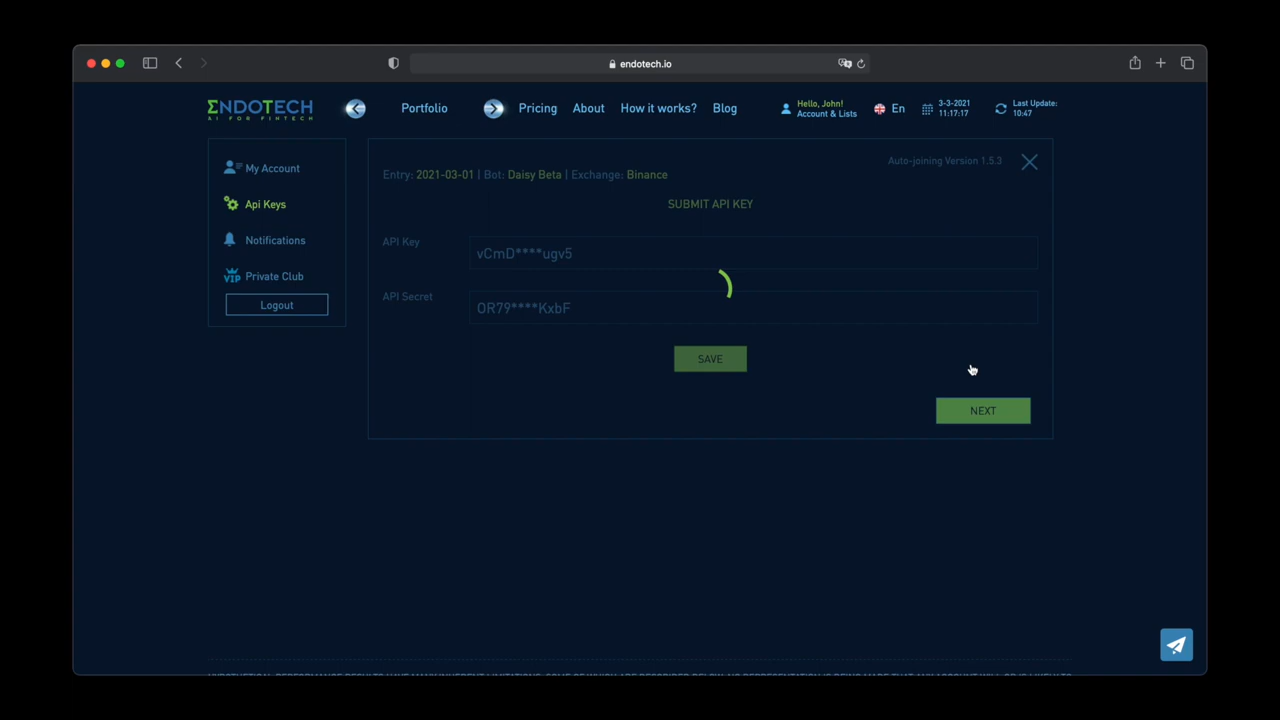 endotech.io
ENDOTECH
AI FOR FINTECH
Portfolio
Pricing
About
How it works?
Blog
Hello, John!
Account & Lists
En
3-3-2021
11:17:17
Last Update:
10:47
My Account
Api Keys
Notifications
VIP Private Club
Logout
Auto-joining Version 1.5.3
Entry: 2021-03-01 | Bot: Daisy Beta | Exchange: Binance
SUBMIT API KEY
API Key
vCmD****ugv5
API Secret
OR79****KxbF
SAVE
NEXT